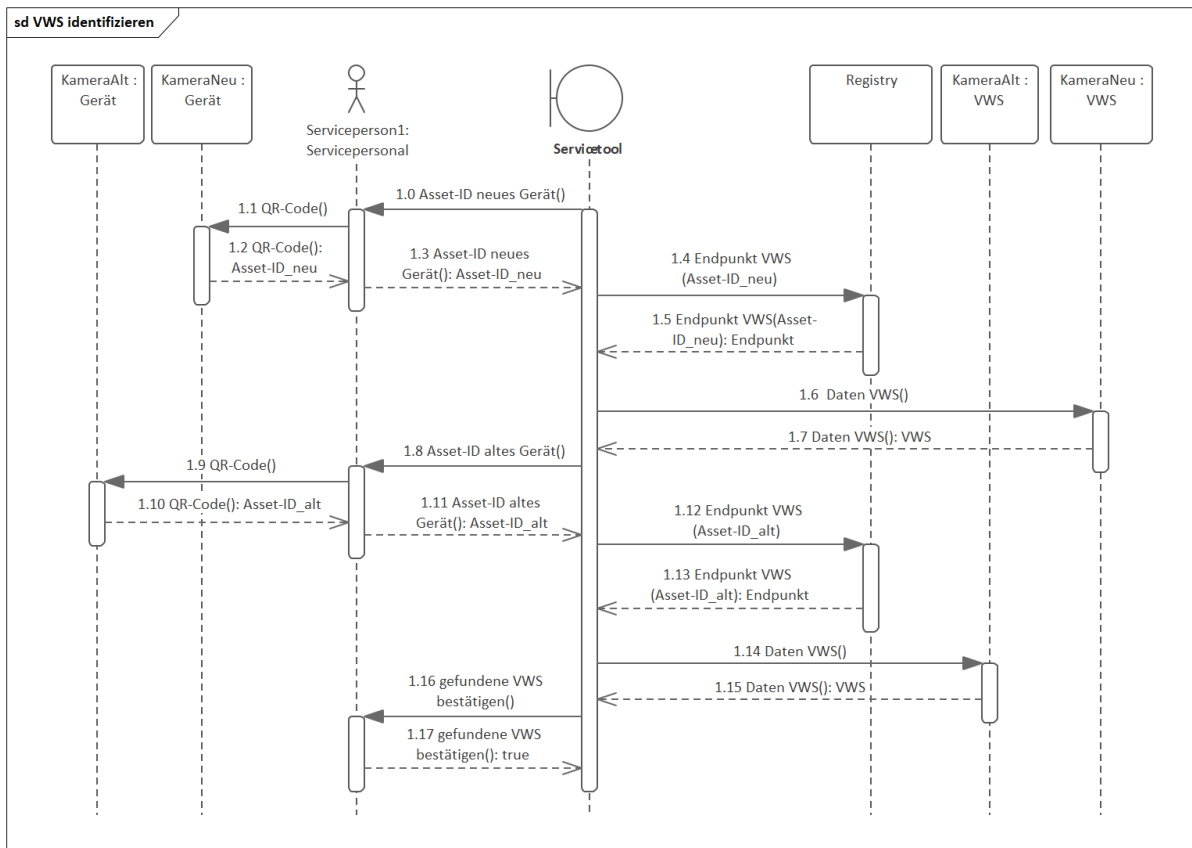 sd VWS identifizieren
KameraAlt :
Gerät
KameraNeu :
Gerät
Serviceperson1:
Servicepersonal
Servicetool
Registry
KameraAlt :
VWS
KameraNeu :
VWS
1.0 Asset-ID neues Gerät()
1.1 QR-Code()
1.2 QR-Code():
Asset-ID_neu
1.3 Asset-ID neues
Gerät(): Asset-ID_neu
1.4 Endpunkt VWS
(Asset-ID_neu)
1.5 Endpunkt VWS(Asset-
ID_neu): Endpunkt
1.6 Daten VWS()
1.7 Daten VWS(): VWS
1.8 Asset-ID altes Gerät()
1.9 QR-Code()
1.10 QR-Code(): Asset-ID_alt
1.11 Asset-ID altes
Gerät(): Asset-ID_alt
1.12 Endpunkt VWS
(Asset-ID_alt)
1.13 Endpunkt VWS
(Asset-ID_alt): Endpunkt
1.14 Daten VWS()
1.15 Daten VWS(): VWS
1.16 gefundene VWS
bestätigen()
1.17 gefundene VWS
bestätigen(): true